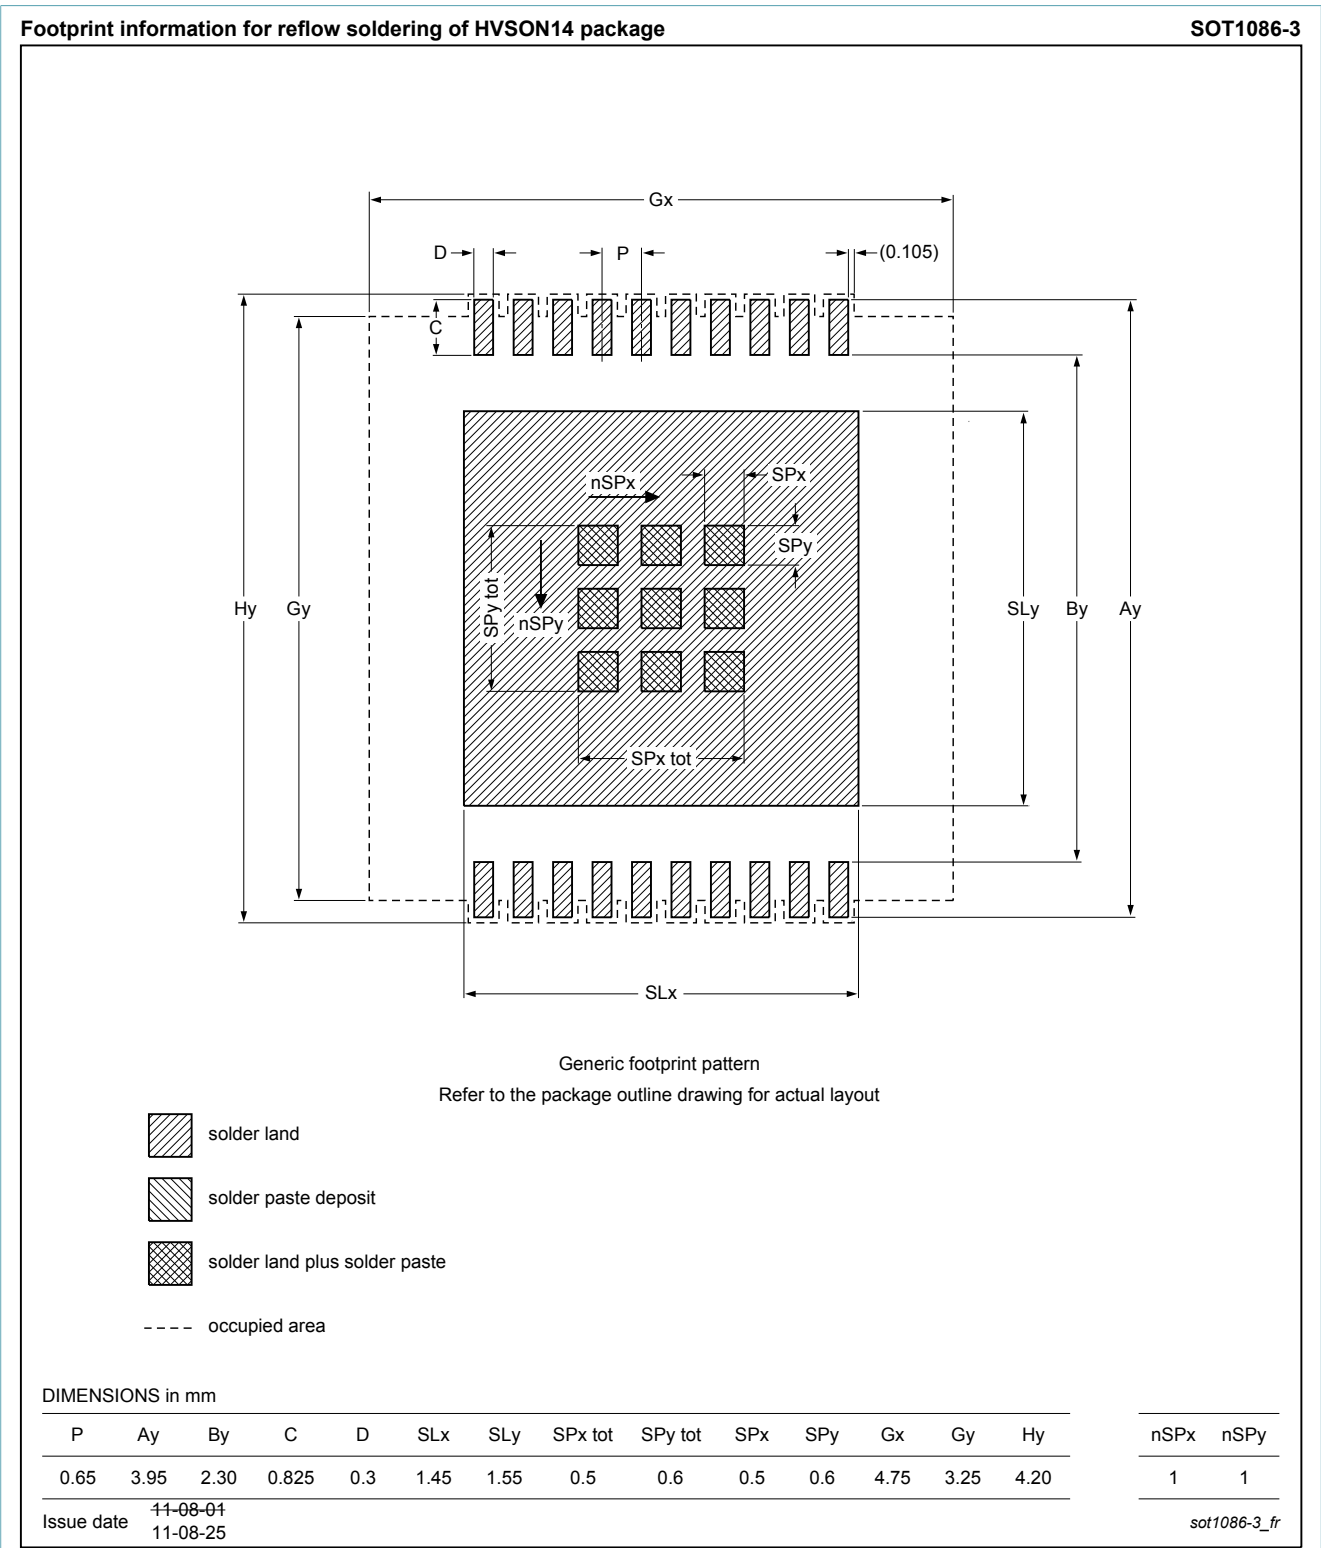 Footprint information for reflow soldering of HVSON14 package SOT1086-3
Gx
D P (0.105)
C
nSPx SPx
SPy
SPy tot
nSPy
Hy Gy SLy By Ay
SPx tot
SLx
Generic footprint pattern
Refer to the package outline drawing for actual layout
solder land
solder paste deposit
solder land plus solder paste
occupied area
DIMENSIONS in mm
P Ay By C D SLx SLy SPx tot SPy tot SPx SPy Gx Gy Hy nSPx nSPy
0.65 3.95 2.30 0.825 0.3 1.45 1.55 0.5 0.6 0.5 0.6 4.75 3.25 4.20 1 1
Issue date 11-08-01
11-08-25
sot1086-3_fr